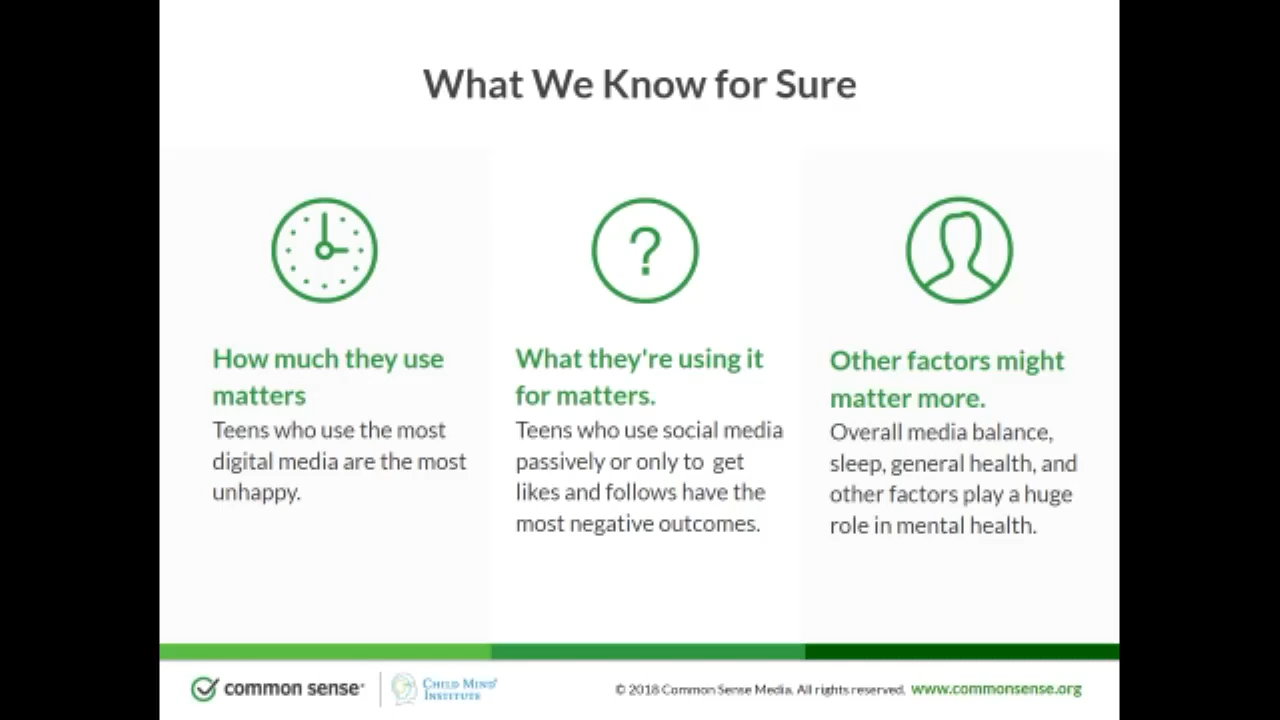 What We Know for Sure
?
How much they use
matters
Teens who use the most
digital media are the most
unhappy.
What they're using it
for matters.
Teens who use social media
passively or only to get
likes and follows have the
most negative outcomes.
Other factors might
matter more.
Overall media balance,
sleep, general health, and
other factors play a huge
role in mental health.
common sense®
CHILD MIND®
INSTITUTE
© 2018 Common Sense Media. All rights reserved. www.commonsense.org